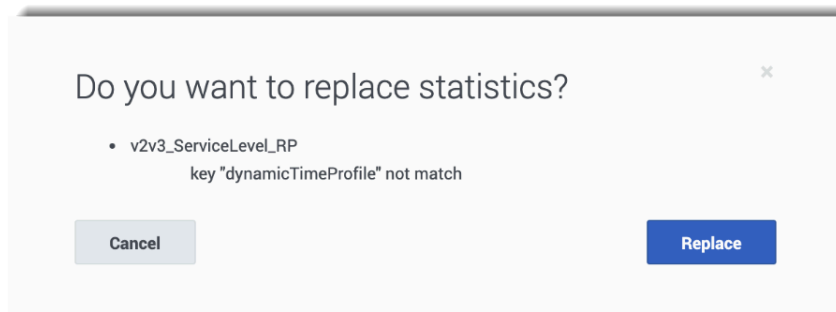 Do you want to replace statistics?
×
• v2v3_ServiceLevel_RP
key "dynamicTimeProfile" not match
Cancel
Replace